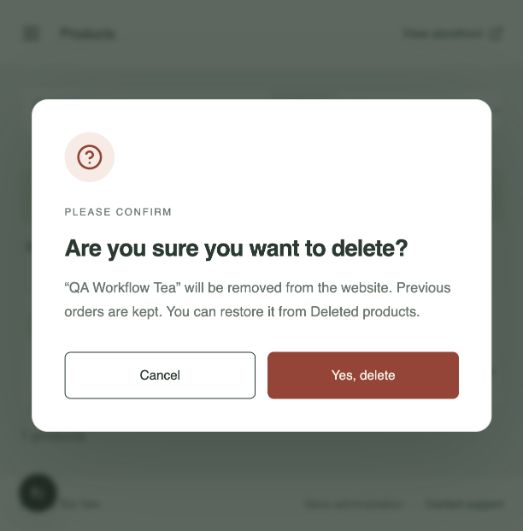 Products
PLEASE CONFIRM
Are you sure you want to delete?
“QA Workflow Tea” will be removed from the website. Previous
orders are kept. You can restore it from Deleted products.
Cancel
Yes, delete